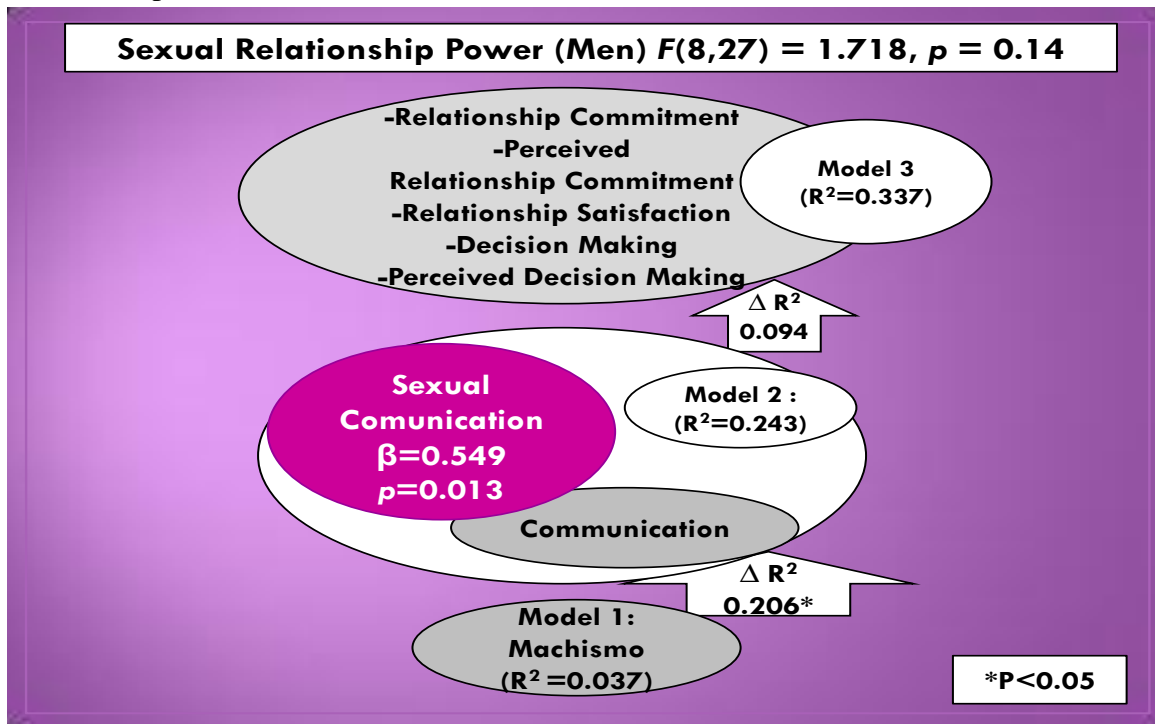 Sexual Relationship Power (Men) F(8,27) = 1.718, p = 0.14
-Relationship Commitment
-Perceived
Relationship Commitment
-Relationship Satisfaction
-Decision Making
-Perceived Decision Making
Model 3
(R²=0.337)
Δ R²
0.094
Sexual
Comunication
β=0.549
p=0.013
Model 2 :
(R²=0.243)
Communication
Δ R²
0.206*
Model 1:
Machismo
(R² =0.037)
*P<0.05